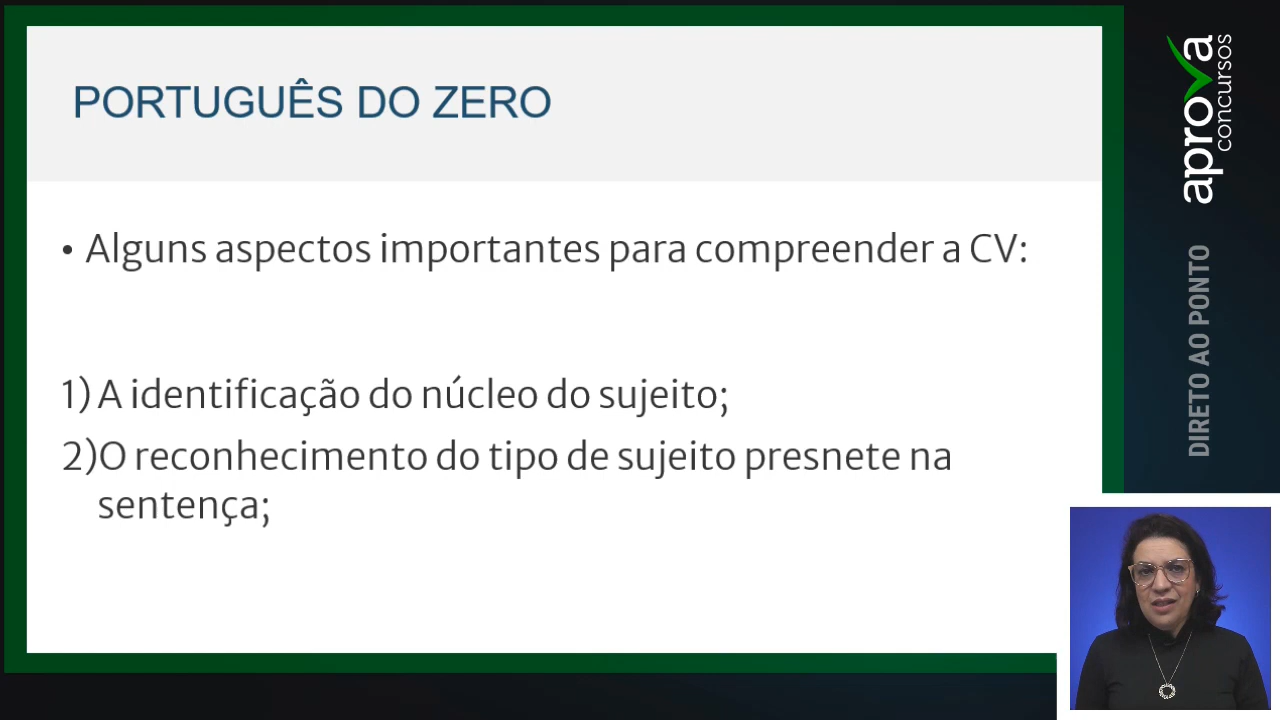 PORTUGUÊS DO ZERO
• Alguns aspectos importantes para compreender a CV:
1) A identificação do núcleo do sujeito;
2)O reconhecimento do tipo de sujeito presnete na
sentença;
aprova
concursos
DIRETO AO PONTO